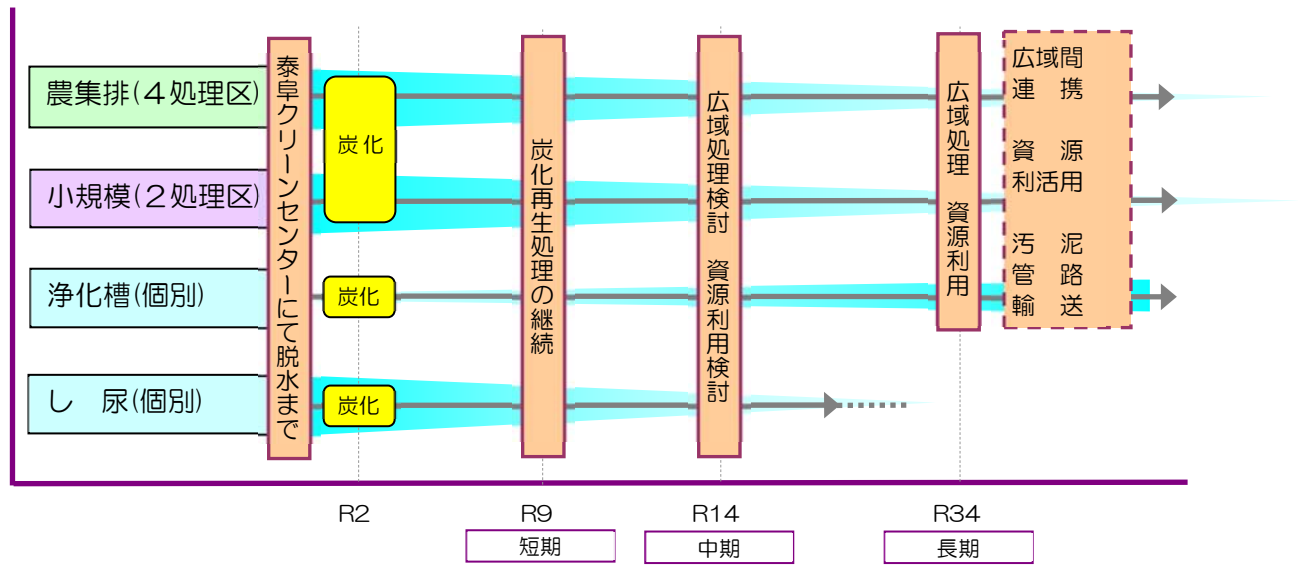 農集排(４処理区)
小規模(２処理区)
浄化槽(個別)
し　尿(個別)
泰阜クリーンセンターにて脱水まで
炭化
炭化
炭化
炭化再生処理の継続
広域処理検討　資源利用検討
広域処理　資源利用
広域間
連　携
資　源
利活用
汚　泥
管　路
輸　送
R2
R9
R14
R34
短期
中期
長期